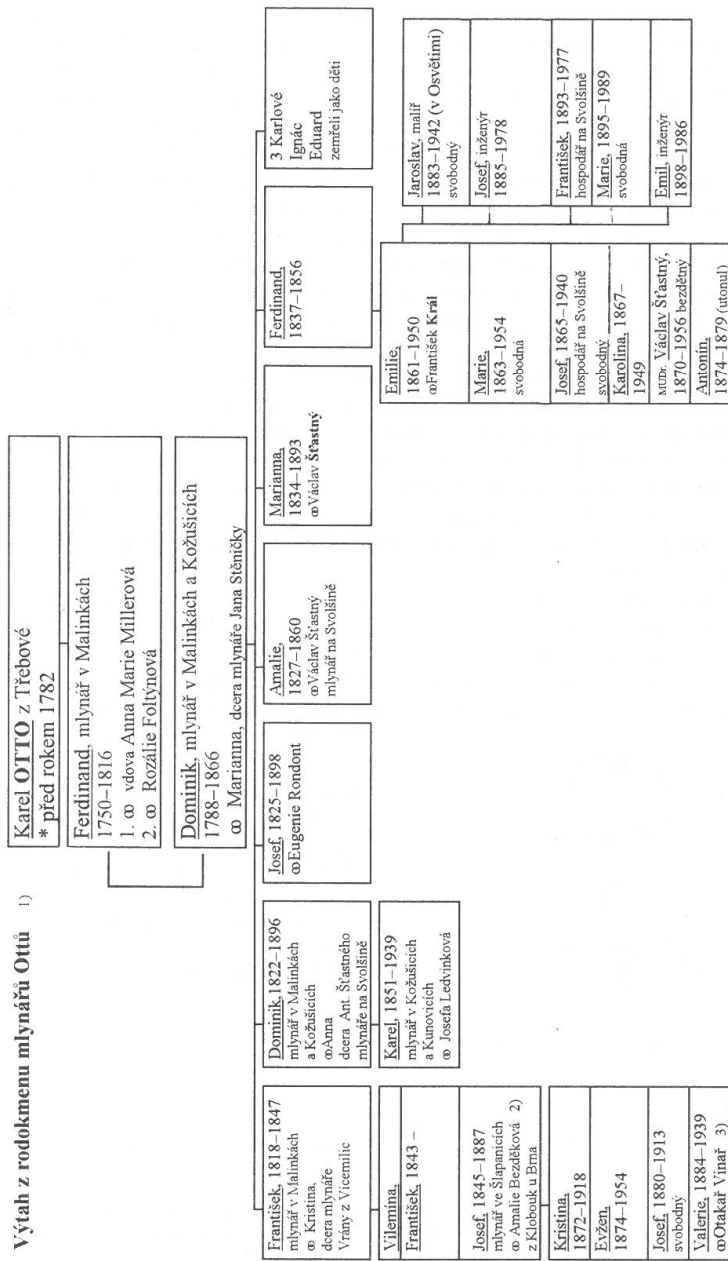 Výtah z rodokmenu mlynářů Ottů 1)
Karel OTTO z Třebové
* před rokem 1782
Ferdinand, mlynář v Malinkách
1750–1816
1. ꝏ vdova Anna Marie Millerová
2. ꝏ Rozálie Foltýnová
Dominik, mlynář v Malinkách a Kožušicích
1788–1866
ꝏ Marianna, dcera mlynáře Jana Stěničky
František, 1818–1847
mlynář v Malinkách
ꝏ Kristina,
dcera mlynáře
Vrány z Vícemilic
Dominik,1822–1896
mlynář v Malinkách
a Kožušicích
ꝏAnna
dcera Ant. Šťastného
mlynáře na Svolšině
Josef, 1825–1898
ꝏEugenie Rondont
Amalie,
1827–1860
ꝏVáclav Šťastný
mlynář na Svolšině
Marianna,
1834–1893
ꝏVáclav Šťastný
Ferdinand,
1837–1856
3 Karlové
Ignác
Eduard
zemřeli jako děti
Vilemína,
František, 1843 –
Josef, 1845–1887
mlynář ve Šlapanicích
ꝏ Amalie Bezděková 2)
z Klobouk u Brna
Kristina,
1872–1918
Evžen,
1874–1954
Josef, 1880–1913
svobodný
Valerie, 1884–1939
ꝏOtakar Vinař 3)
Karel, 1851–1939
mlynář v Kožušicích
a Kunovicích
ꝏ Josefa Ledvinková
Emilie,
1861–1950
ꝏFrantišek Král
Marie,
1863–1954
svobodná
Josef, 1865–1940
hospodář na Svolšině
svobodný
Karolina, 1867–
1949
MUDr. Václav Šťastný,
1870–1956 bezdětný
Antonín,
1874–1879 (utonul)
Jaroslav, malíř
1883–1942 (v Osvětimi)
svobodný
Josef, inženýr
1885–1978
František, 1893–1977
hospodář na Svolšině
Marie, 1895–1989
svobodná
Emil, inženýr
1898–1986